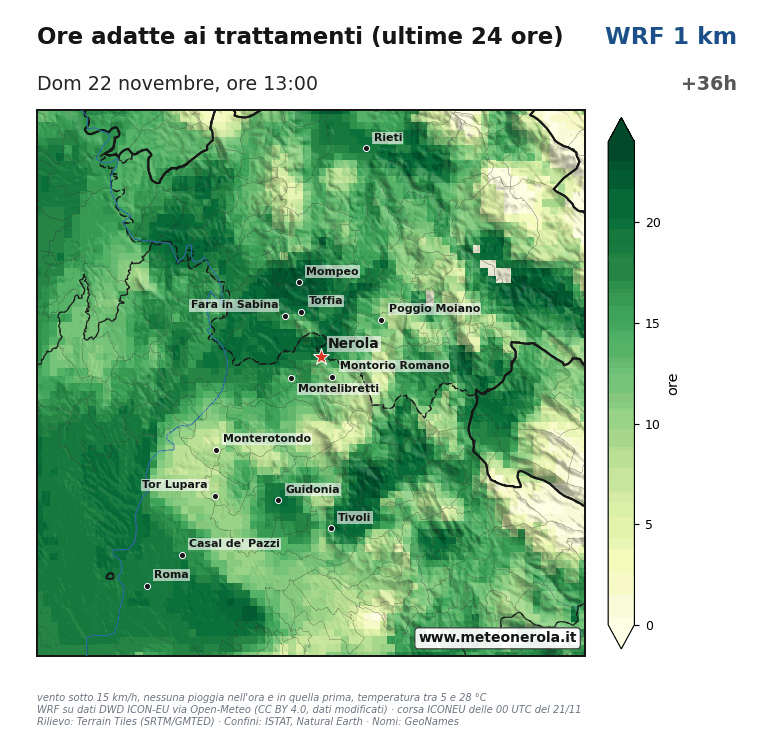 Ore adatte ai trattamenti (ultime 24 ore) WRF 1 km
Dom 22 novembre, ore 13:00 +36h
Rieti
Mompeo
Toffia
Fara in Sabina
Poggio Moiano
Nerola
Montorio Romano
Montelibretti
Monterotondo
Tor Lupara
Guidonia
Tivoli
Casal de' Pazzi
Roma
www.meteonerola.it
20
15
10
5
0
ore
vento sotto 15 km/h, nessuna pioggia nell'ora e in quella prima, temperatura tra 5 e 28 °C
WRF su dati DWD ICON-EU via Open-Meteo (CC BY 4.0, dati modificati) · corsa ICONEU delle 00 UTC del 21/11
Rilievo: Terrain Tiles (SRTM/GMTED) · Confini: ISTAT, Natural Earth · Nomi: GeoNames